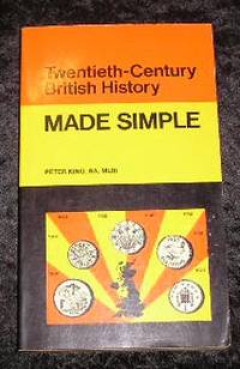 Twentieth-Century
British History
MADE SIMPLE
PETER KING, BA, MLitt